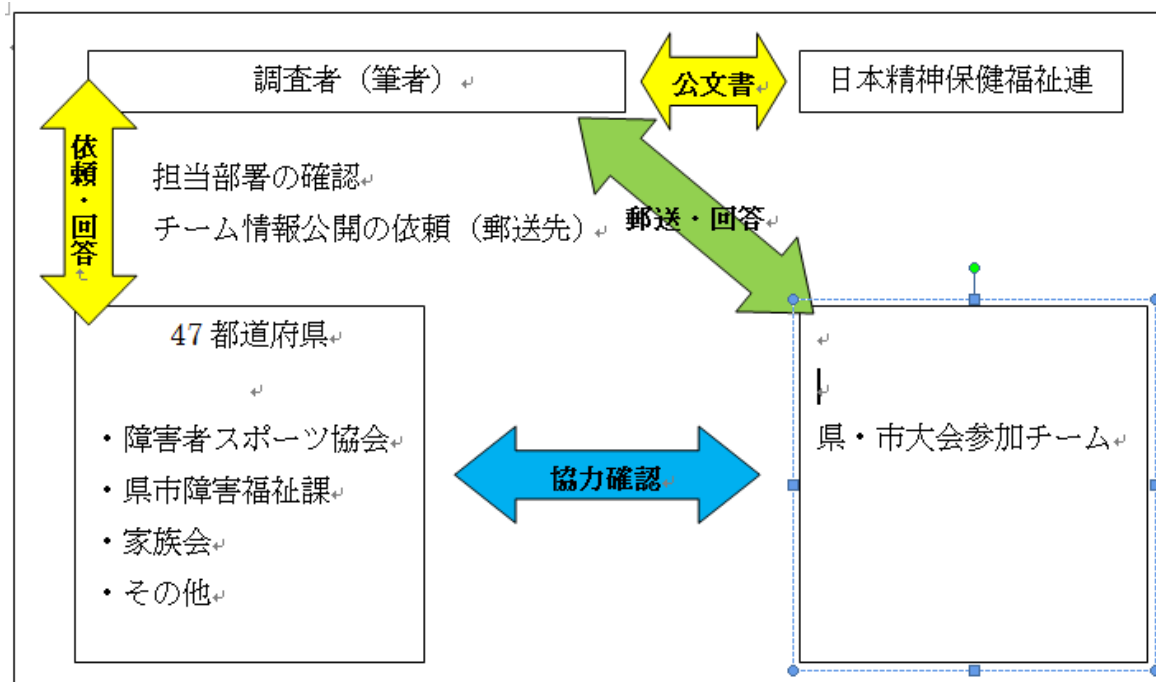 調査者（筆者）
公文書
日本精神保健福祉連
依頼・回答
担当部署の確認
チーム情報公開の依頼（郵送先）
郵送・回答
47都道府県
・障害者スポーツ協会
・県市障害福祉課
・家族会
・その他
協力確認
県・市大会参加チーム